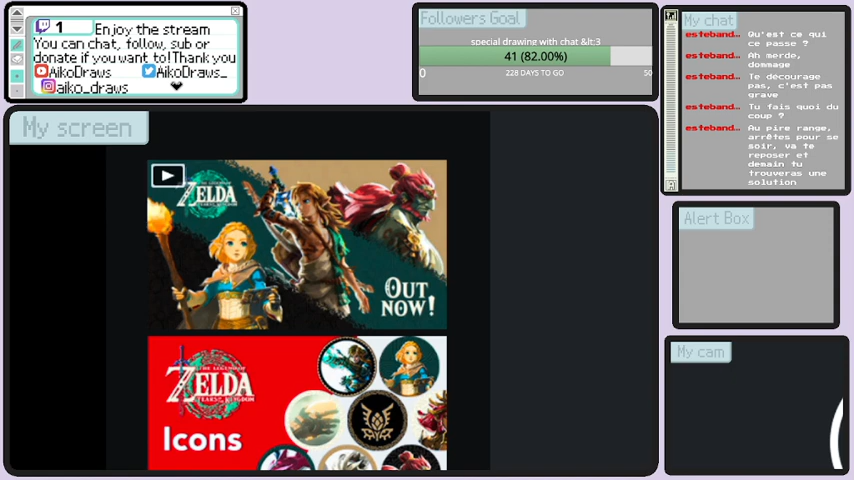 1 Enjoy the stream
You can chat, follow, sub or
donate if you want to!Thank you
AikoDraws AikoDraws_
aiko_draws
Followers Goal
special drawing with chat &lt;3
41 (82.00%)
0 228 DAYS TO GO 50
My chat
esteband... Qu'est ce qui
ce passe ?
esteband... Ah merde,
dommage
esteband... Te décourage
pas, c'est pas
grave
esteband... Tu fais quoi du
coup ?
esteband... Au pire range,
arrêtes pour se
soir, va te
reposer et
demain tu
trouveras une
solution
My screen
THE LEGEND OF
ZELDA
OUT
NOW!
THE LEGEND OF
ZELDA
TEARS OF THE KINGDOM
Icons
Alert Box
My cam